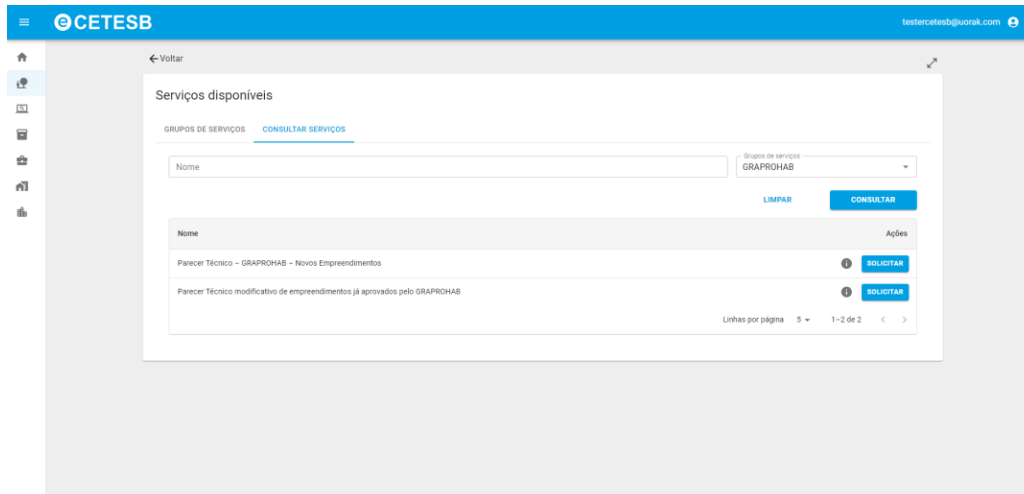 eCETESB
testercetesb@uorak.com
Voltar
Serviços disponíveis
GRUPOS DE SERVIÇOS CONSULTAR SERVIÇOS
Nome
Grupos de serviços
GRAPROHAB
LIMPAR CONSULTAR
Nome Ações
Parecer Técnico – GRAPROHAB – Novos Empreendimentos SOLICITAR
Parecer Técnico modificativo de empreendimentos já aprovados pelo GRAPROHAB SOLICITAR
Linhas por página 5 1–2 de 2